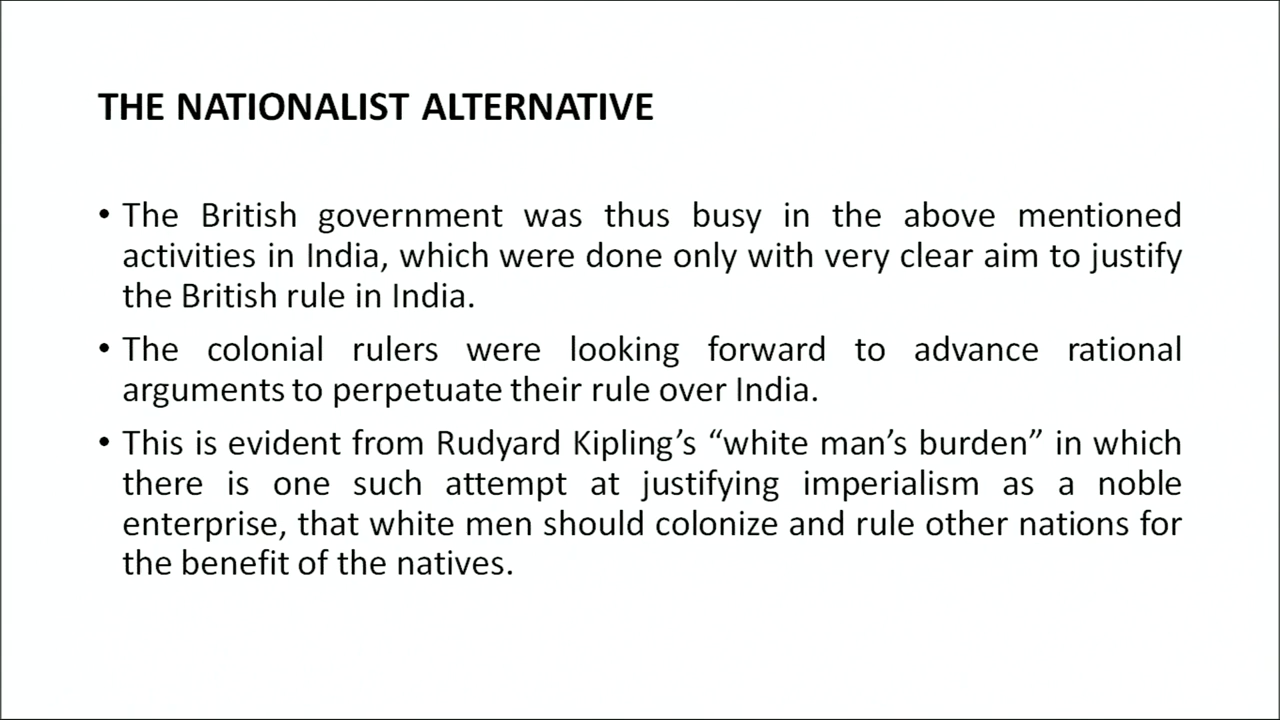 THE NATIONALIST ALTERNATIVE
• The British government was thus busy in the above mentioned
activities in India, which were done only with very clear aim to justify
the British rule in India.
• The colonial rulers were looking forward to advance rational
arguments to perpetuate their rule over India.
• This is evident from Rudyard Kipling’s “white man’s burden” in which
there is one such attempt at justifying imperialism as a noble
enterprise, that white men should colonize and rule other nations for
the benefit of the natives.